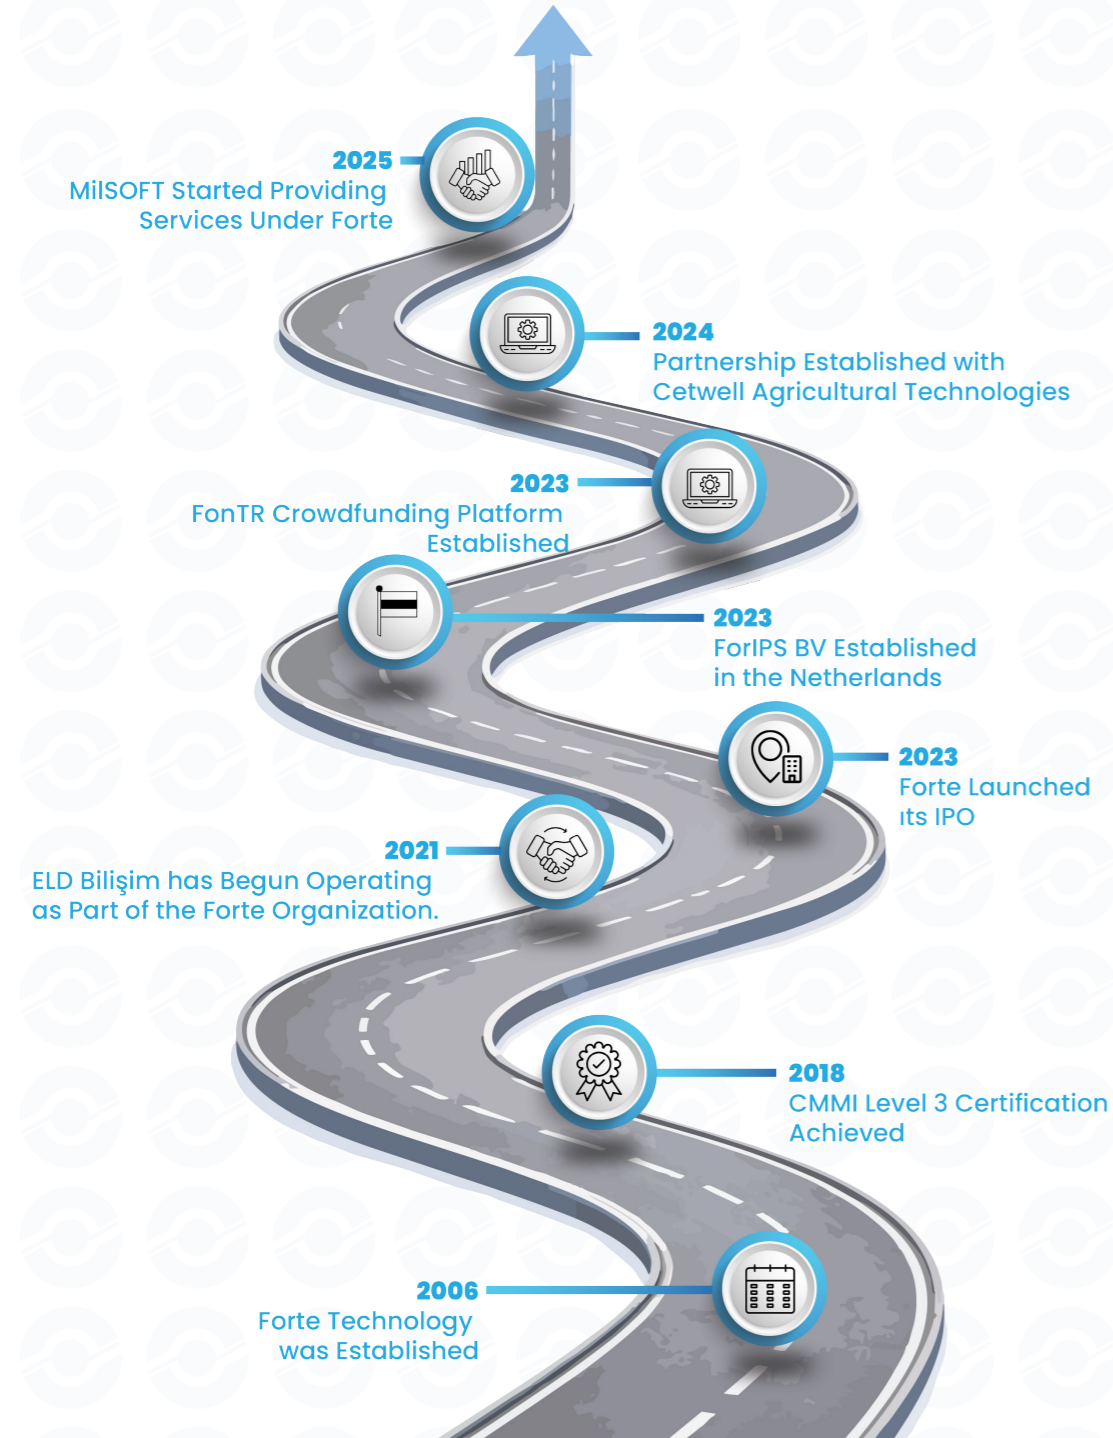 2025
MilSOFT Started Providing
Services Under Forte
2024
Partnership Established with
Cetwell Agricultural Technologies
2023
FonTR Crowdfunding Platform
Established
2023
ForIPS BV Established
in the Netherlands
2023
Forte Launched
ıts IPO
2021
ELD Bilişim has Begun Operating
as Part of the Forte Organization.
2018
CMMI Level 3 Certification
Achieved
2006
Forte Technology
was Established